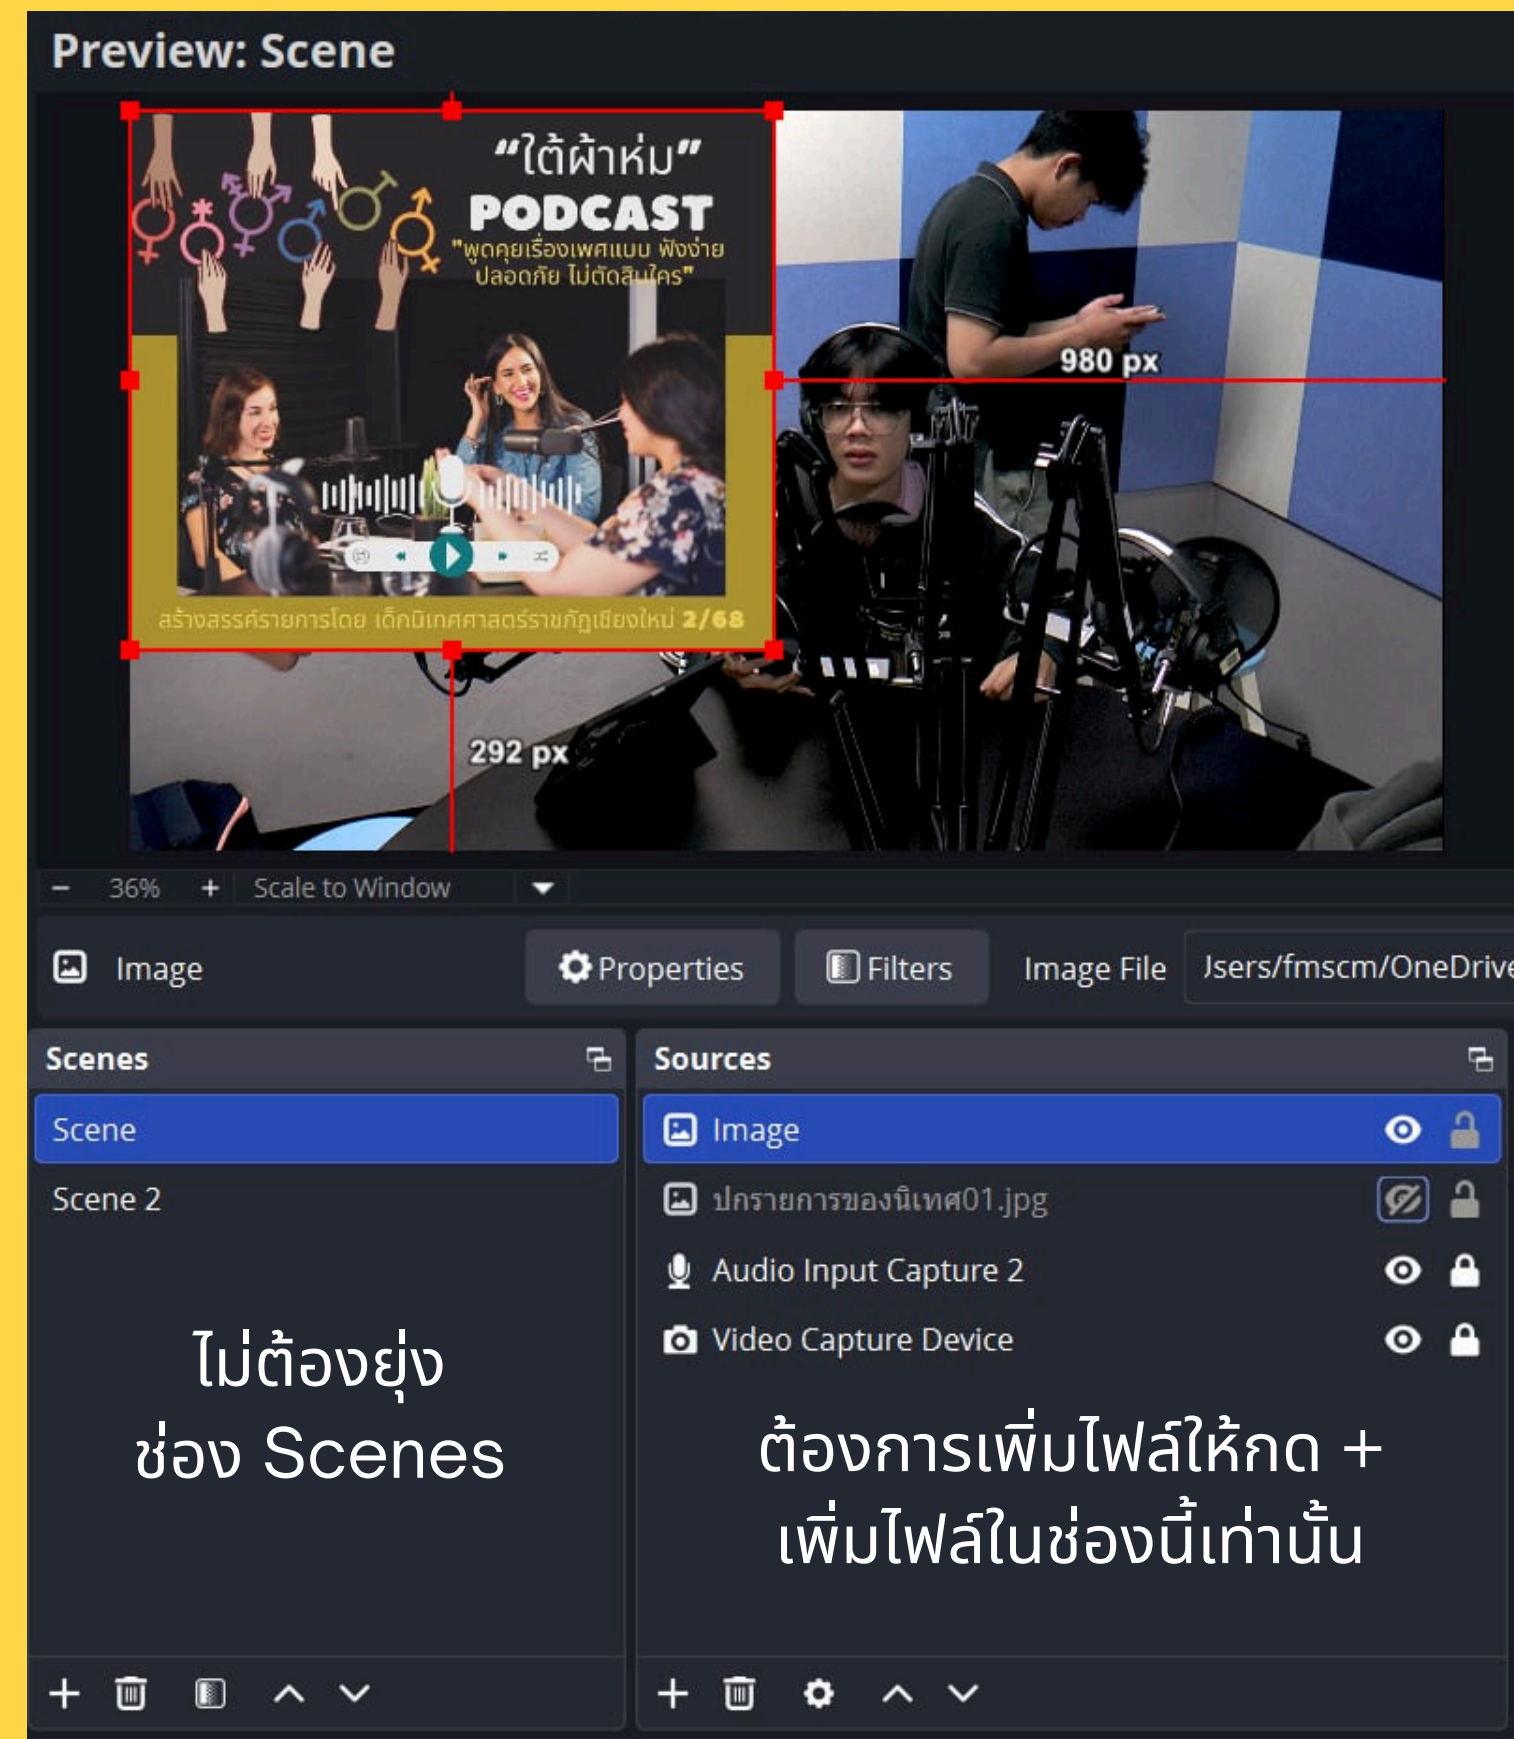 Preview: Scene
“ใต้ผ้าห่ม”
PODCAST
"พูดคุยเรื่องเพศแบบ ฟังง่าย
ปลอดภัย ไม่ตัดสินใคร"
สร้างสรรค์รายการโดย เด็กนิเทศศาสตร์ราชภัฏเชียงใหม่ 2/68
980 px
292 px
36%
Scale to Window
Image
Properties
Filters
Image File
Jsers/fmscm/OneDrive
Scenes
Scene
Scene 2
ไม่ต้องยุ่ง
ช่อง Scenes
Sources
Image
ปกรายการของนิเทศ01.jpg
Audio Input Capture 2
Video Capture Device
ต้องการเพิ่มไฟล์ให้กด +
เพิ่มไฟล์ในช่องนี้เท่านั้น